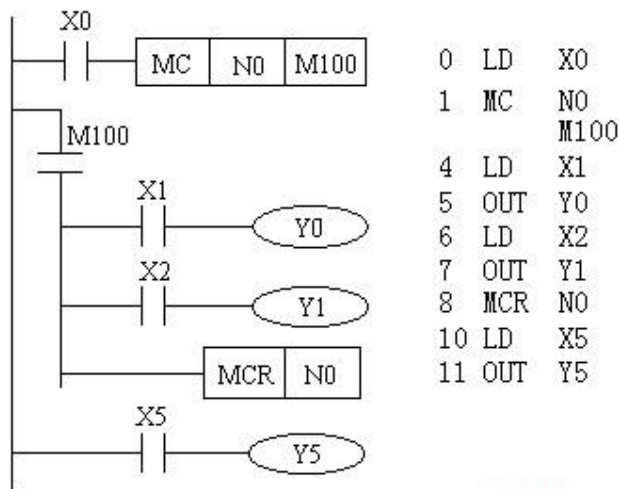 X0
MC N0 M100
M100
X1
Y0
X2
Y1
MCR N0
X5
Y5
0 LD X0
1 MC N0
M100
4 LD X1
5 OUT Y0
6 LD X2
7 OUT Y1
8 MCR N0
10 LD X5
11 OUT Y5